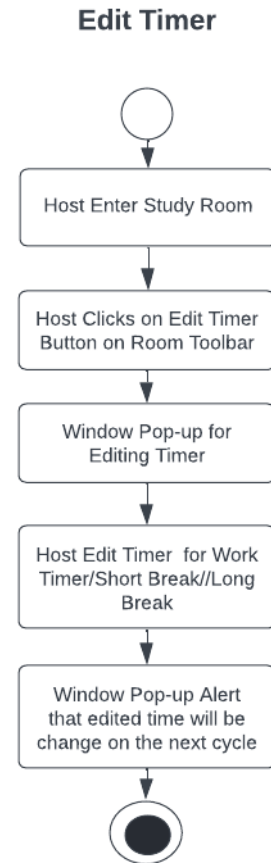 Edit Timer
Host Enter Study Room
Host Clicks on Edit Timer
Button on Room Toolbar
Window Pop-up for
Editing Timer
Host Edit Timer for Work
Timer/Short Break//Long
Break
Window Pop-up Alert
that edited time will be
change on the next cycle